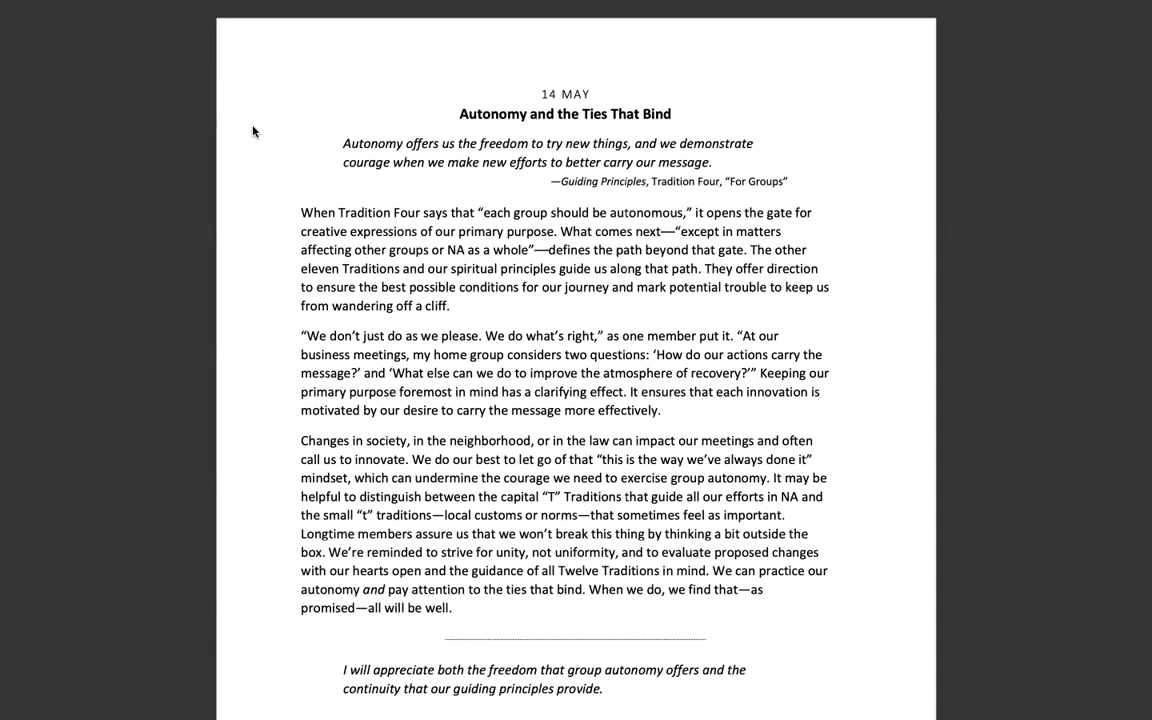 14 MAY
Autonomy and the Ties That Bind
Autonomy offers us the freedom to try new things, and we demonstrate
courage when we make new efforts to better carry our message.
—Guiding Principles, Tradition Four, “For Groups”
When Tradition Four says that “each group should be autonomous,” it opens the gate for
creative expressions of our primary purpose. What comes next—“except in matters
affecting other groups or NA as a whole”—defines the path beyond that gate. The other
eleven Traditions and our spiritual principles guide us along that path. They offer direction
to ensure the best possible conditions for our journey and mark potential trouble to keep us
from wandering off a cliff.
“We don’t just do as we please. We do what’s right,” as one member put it. “At our
business meetings, my home group considers two questions: ‘How do our actions carry the
message?’ and ‘What else can we do to improve the atmosphere of recovery?’” Keeping our
primary purpose foremost in mind has a clarifying effect. It ensures that each innovation is
motivated by our desire to carry the message more effectively.
Changes in society, in the neighborhood, or in the law can impact our meetings and often
call us to innovate. We do our best to let go of that “this is the way we’ve always done it”
mindset, which can undermine the courage we need to exercise group autonomy. It may be
helpful to distinguish between the capital “T” Traditions that guide all our efforts in NA and
the small “t” traditions—local customs or norms—that sometimes feel as important.
Longtime members assure us that we won’t break this thing by thinking a bit outside the
box. We’re reminded to strive for unity, not uniformity, and to evaluate proposed changes
with our hearts open and the guidance of all Twelve Traditions in mind. We can practice our
autonomy and pay attention to the ties that bind. When we do, we find that—as
promised—all will be well.
I will appreciate both the freedom that group autonomy offers and the
continuity that our guiding principles provide.